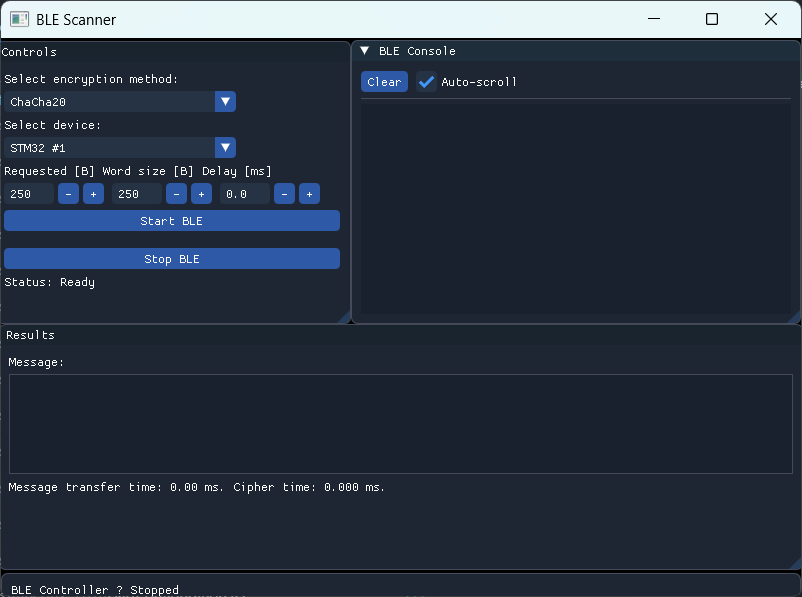 BLE Scanner
Controls
Select encryption method:
ChaCha20
Select device:
STM32 #1
Requested [B] Word size [B] Delay [ms]
250 - + 250 - + 0.0 - +
Start BLE
Stop BLE
Status: Ready
BLE Console
Clear Auto-scroll
Results
Message:
Message transfer time: 0.00 ms. Cipher time: 0.000 ms.
BLE Controller ? Stopped